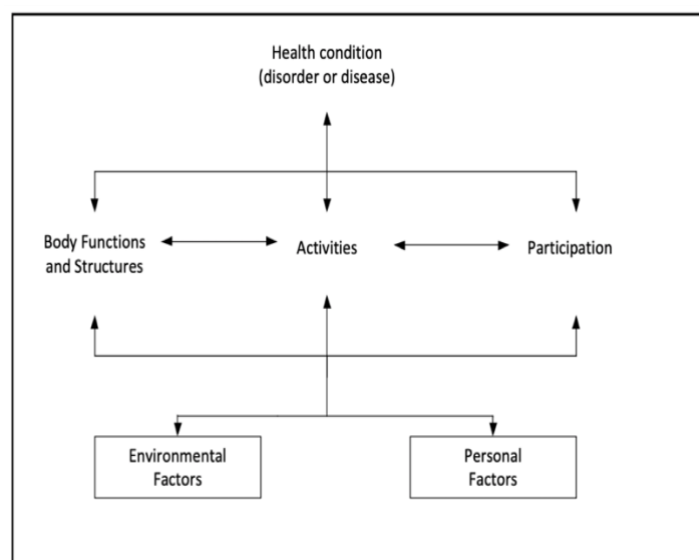 Health condition
(disorder or disease)
Body Functions
and Structures
Activities
Participation
Environmental
Factors
Personal
Factors